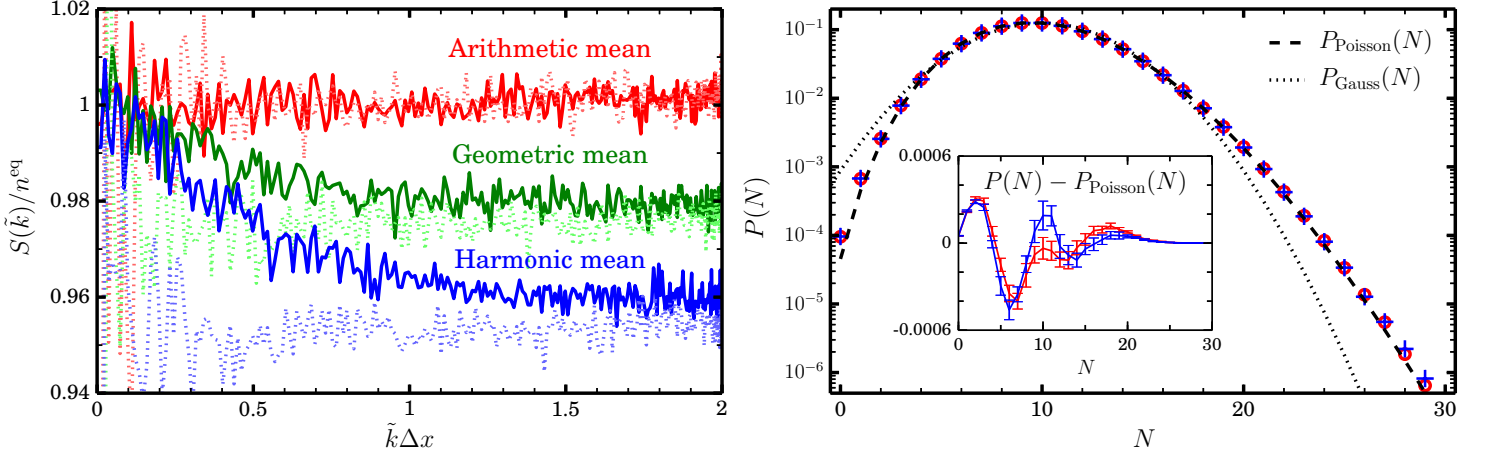 1.02
1
0.98
0.96
0.94
S(k̃)/n^eq
Arithmetic mean
Geometric mean
Harmonic mean
0 0.5 1 1.5 2
k̃Δx
10^-1
10^-2
10^-3
10^-4
10^-5
10^-6
P(N)
P_Poisson(N)
P_Gauss(N)
0.0006
0
-0.0006
P(N) − P_Poisson(N)
0 10 20 30
N
0 10 20 30
N